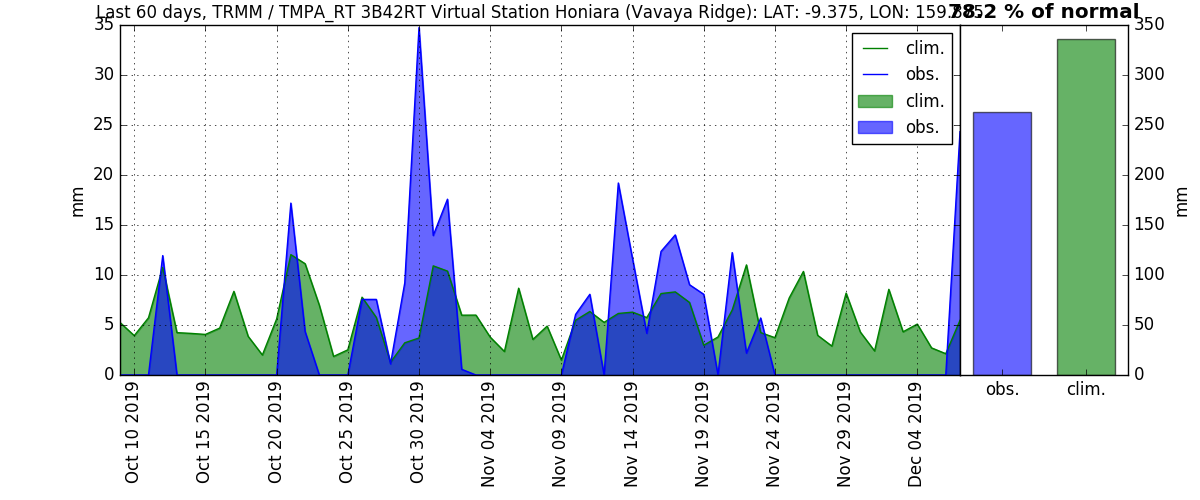 Last 60 days, TRMM / TMPA_RT 3B42RT Virtual Station Honiara (Vavaya Ridge): LAT: -9.375, LON:
78.2 % of normal
35
30
25
20
15
10
5
0
mm
clim.
obs.
clim.
obs.
350
300
250
200
150
100
50
0
mm
obs.
clim.
Oct 10 2019
Oct 15 2019
Oct 20 2019
Oct 25 2019
Oct 30 2019
Nov 04 2019
Nov 09 2019
Nov 14 2019
Nov 19 2019
Nov 24 2019
Nov 29 2019
Dec 04 2019